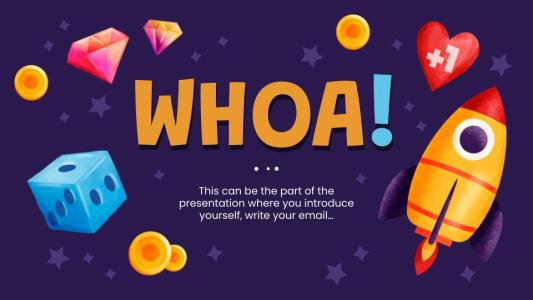 +1
WHOA!
This can be the part of the
presentation where you introduce
yourself, write your email...